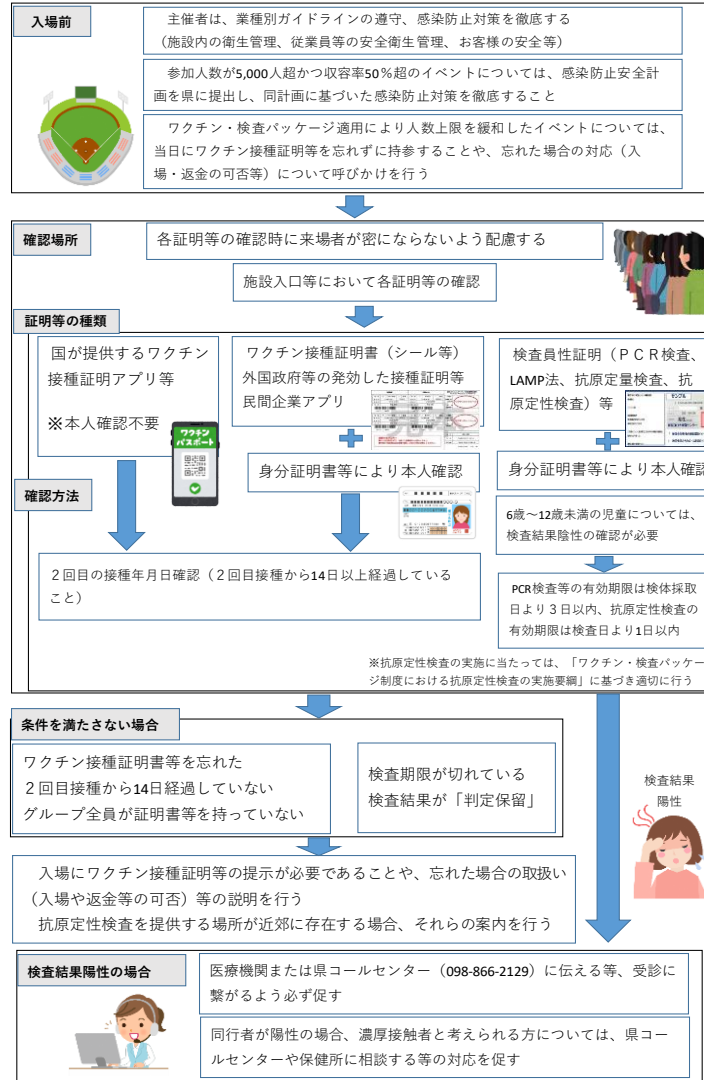 入場前
主催者は、業種別ガイドラインの遵守、感染防止対策を徹底する
（施設内の衛生管理、従業員等の安全衛生管理、お客様の安全等）
参加人数が5,000人超かつ収容率50％超のイベントについては、感染防止安全計
画を県に提出し、同計画に基づいた感染防止対策を徹底すること
ワクチン・検査パッケージ適用により人数上限を緩和したイベントについては、
当日にワクチン接種証明等を忘れずに持参することや、忘れた場合の対応（入
場・返金の可否等）について呼びかけを行う
確認場所
各証明等の確認時に来場者が密にならないよう配慮する
施設入口等において各証明等の確認
証明等の種類
国が提供するワクチン
接種証明アプリ等
※本人確認不要
ワクチン
パスポート
ワクチン接種証明書（シール等）
外国政府等の発効した接種証明等
民間企業アプリ
身分証明書等により本人確認
検査員性証明（ＰＣＲ検査、
LAMP法、抗原定量検査、抗
原定性検査）等
サンプル
身分証明書等により本人確認
確認方法
6歳～12歳未満の児童については、
検査結果陰性の確認が必要
２回目の接種年月日確認（２回目接種から14日以上経過している
こと）
PCR検査等の有効期限は検体採取
日より３日以内、抗原定性検査の
有効期限は検査日より1日以内
※抗原定性検査の実施に当たっては、「ワクチン・検査パッケー
ジ制度における抗原定性検査の実施要綱」に基づき適切に行う
条件を満たさない場合
ワクチン接種証明書等を忘れた
２回目接種から14日経過していない
グループ全員が証明書等を持っていない
検査期限が切れている
検査結果が「判定保留」
検査結果
陽性
入場にワクチン接種証明等の提示が必要であることや、忘れた場合の取扱い
（入場や返金等の可否）等の説明を行う
抗原定性検査を提供する場所が近郊に存在する場合、それらの案内を行う
検査結果陽性の場合
医療機関または県コールセンター（098-866-2129）に伝える等、受診に
繋がるよう必ず促す
同行者が陽性の場合、濃厚接触者と考えられる方については、県コー
ルセンターや保健所に相談する等の対応を促す